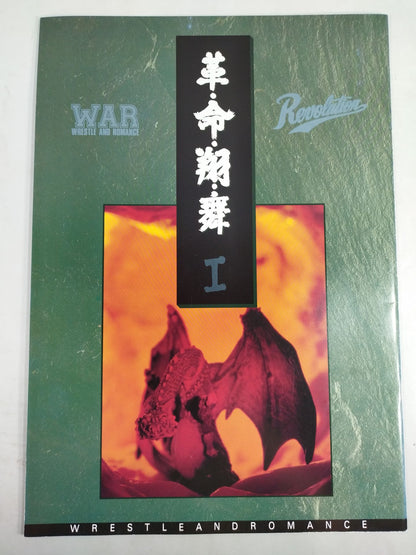 革・命・翔・舞
I
WAR
WRESTLE AND ROMANCE
Revolution
WRESTLEANDROMANCE